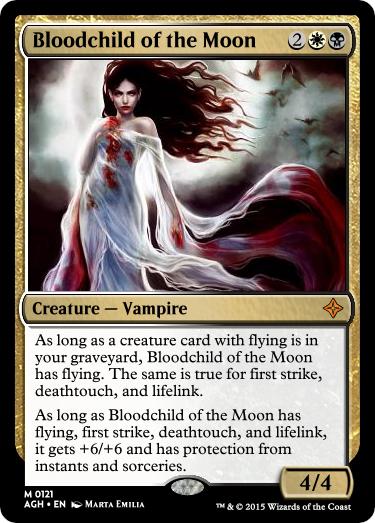 Bloodchild of the Moon 2
Creature — Vampire
As long as a creature card with flying is in
your graveyard, Bloodchild of the Moon
has flying. The same is true for first strike,
deathtouch, and lifelink.
As long as Bloodchild of the Moon has
flying, first strike, deathtouch, and lifelink,
it gets +6/+6 and has protection from
instants and sorceries.
4/4
M 0121
AGH • EN Marta Emilia
™ & © 2015 Wizards of the Coast